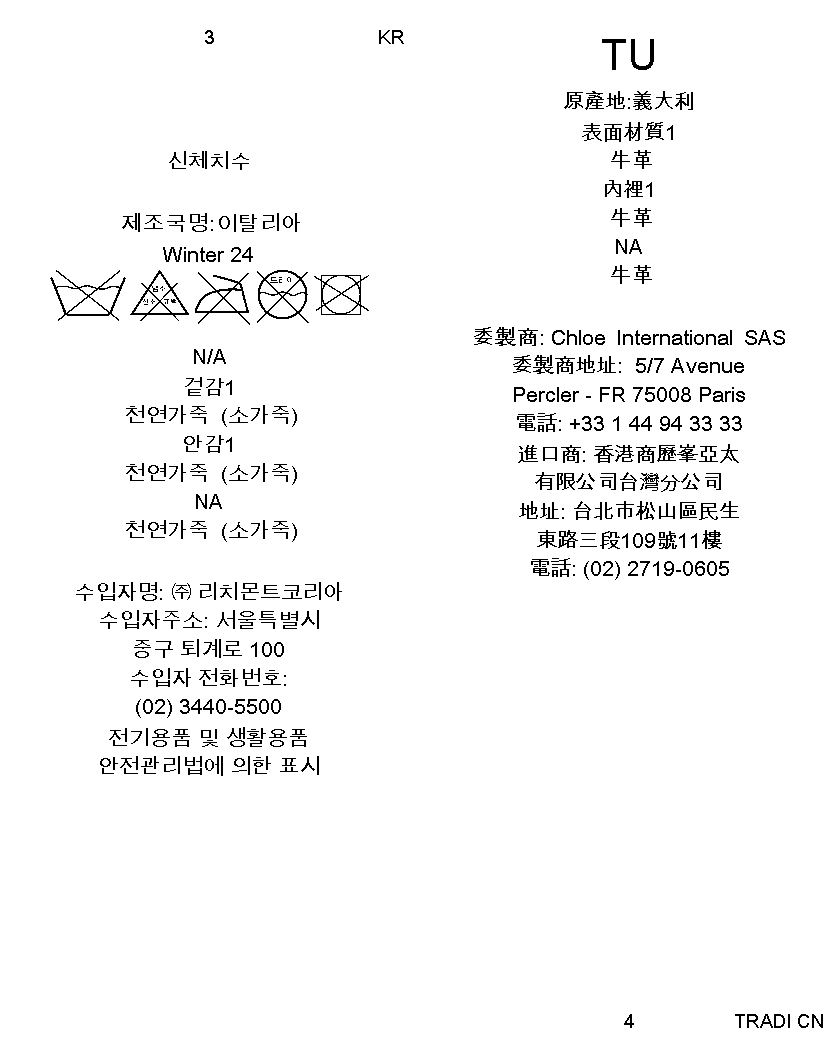 3
KR
신체치수
제조국명:이탈리아
Winter 24
드라이
N/A
겉감1
천연가죽 (소가죽)
안감1
천연가죽 (소가죽)
NA
천연가죽 (소가죽)
수입자명: ㈜ 리치몬트코리아
수입자주소: 서울특별시
중구 퇴계로 100
수입자 전화번호:
(02) 3440-5500
전기용품 및 생활용품
안전관리법에 의한 표시
TU
原產地:義大利
表面材質1
牛革
內裡1
牛革
NA
牛革
委製商: Chloe International SAS
委製商地址: 5/7 Avenue
Percler - FR 75008 Paris
電話: +33 1 44 94 33 33
進口商: 香港商歷峯亞太
有限公司台灣分公司
地址: 台北市松山區民生
東路三段109號11樓
電話: (02) 2719-0605
4
TRADI CN